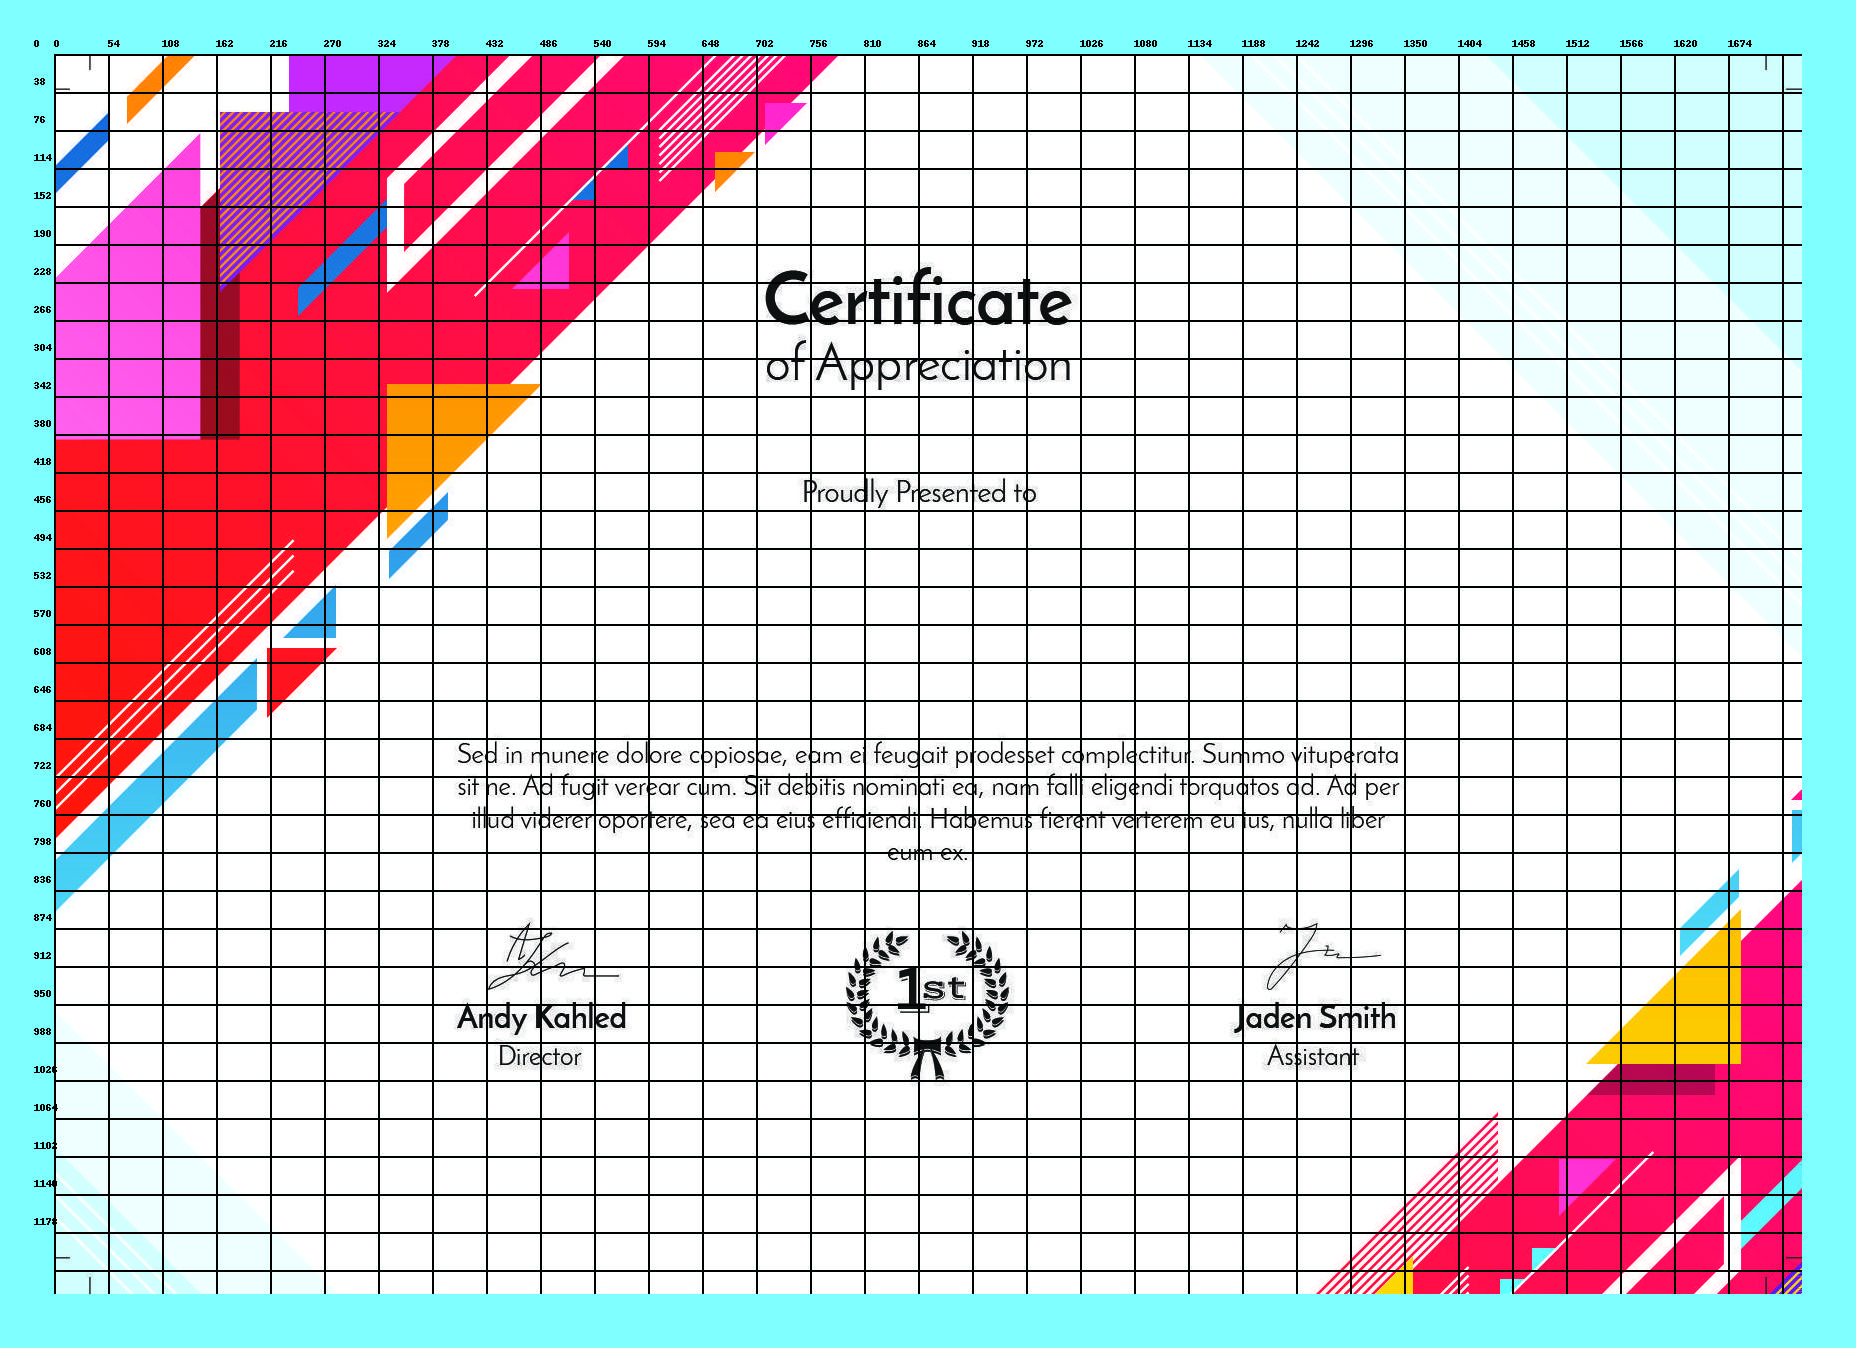 0 0 54 108 162 216 270 324 378 432 486 540 594 648 702 756 810 864 918 972 1026 1080 1134 1188 1242 1296 1350 1404 1458 1512 1566 1620 1674
38
76
114
152
190
228
266
304
342
380
418
456
494
532
570
608
646
684
722
760
798
836
874
912
950
988
1026
1064
1102
1140
1178
Certificate
of Appreciation
Proudly Presented to
Sed in munere dolore copiosae, eam ei feugait prodesset complectitur. Summo vituperata
sit ne. Ad fugit verear cum. Sit debitis nominati ea, nam falli eligendi torquatos ad. Ad per
illud viderer oportere, sea ea eius efficiendi. Habemus fierent verterem eu ius, nulla liber
eum ex.
1st
Andy Kahled
Director
Jaden Smith
Assistant